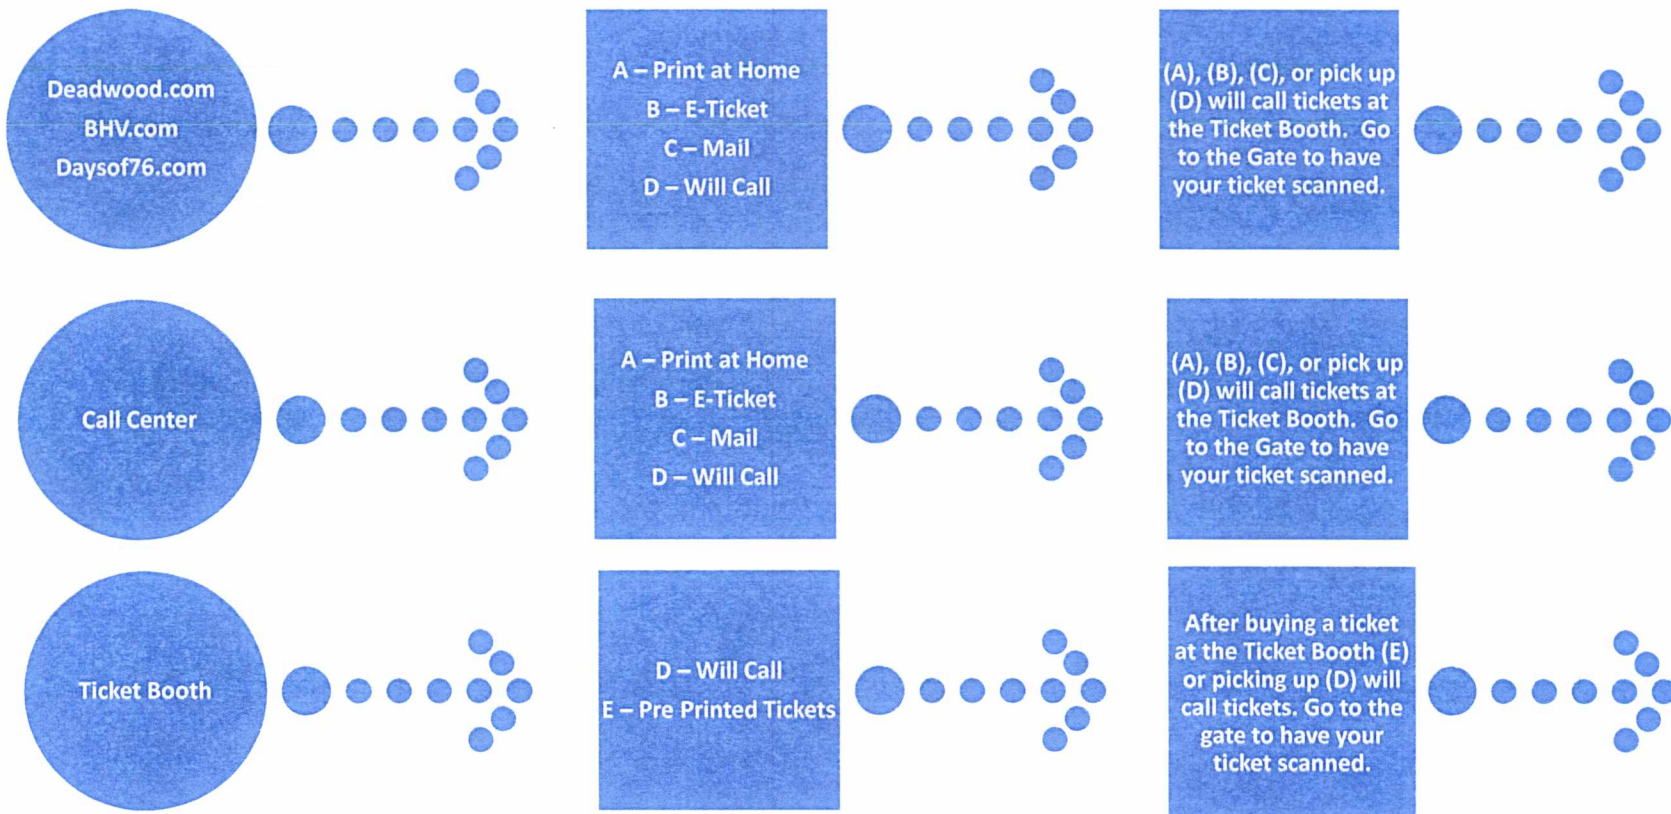 Deadwood.com
BHV.com
Daysof76.com
A – Print at Home
B – E-Ticket
C – Mail
D – Will Call
(A), (B), (C), or pick up
(D) will call tickets at
the Ticket Booth.  Go
to the Gate to have
your ticket scanned.
Call Center
A – Print at Home
B – E-Ticket
C – Mail
D – Will Call
(A), (B), (C), or pick up
(D) will call tickets at
the Ticket Booth.  Go
to the Gate to have
your ticket scanned.
Ticket Booth
D – Will Call
E – Pre Printed Tickets
After buying a ticket
at the Ticket Booth (E)
or picking up (D) will
call tickets. Go to the
gate to have your
ticket scanned.